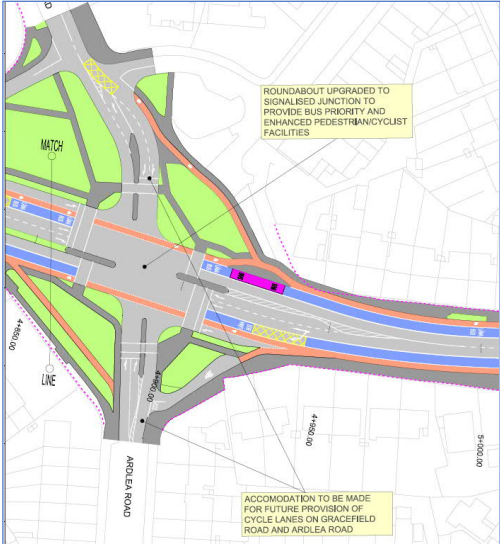 D
ROUNDABOUT UPGRADED TO
SIGNALISED JUNCTION TO
PROVIDE BUS PRIORITY AND
ENHANCED PEDESTRIAN/CYCLIST
FACILITIES
MATCH
LINE
4+850.00
4+900.00
4+950.00
5+000.00
ARDLEA ROAD
ACCOMODATION TO BE MADE
FOR FUTURE PROVISION OF
CYCLE LANES ON GRACEFIELD
ROAD AND ARDLEA ROAD